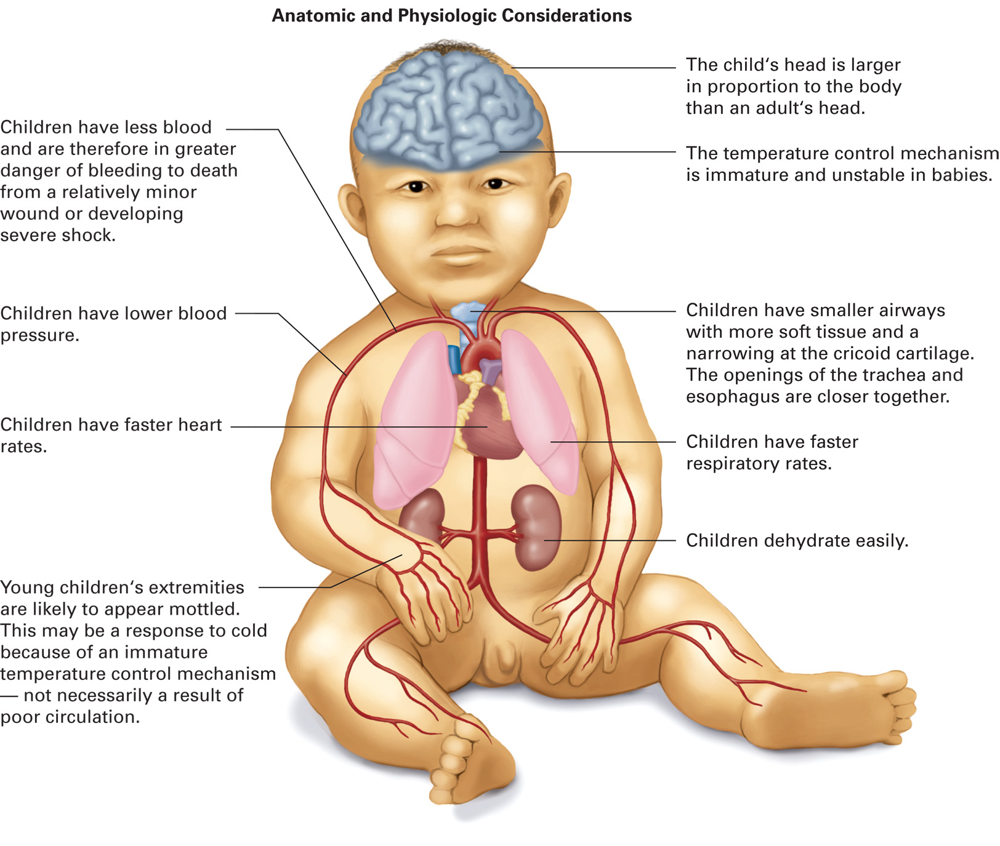 Anatomic and Physiologic Considerations
Children have less blood
and are therefore in greater
danger of bleeding to death
from a relatively minor
wound or developing
severe shock.
Children have lower blood
pressure.
Children have faster heart
rates.
Young children‘s extremities
are likely to appear mottled.
This may be a response to cold
because of an immature
temperature control mechanism
— not necessarily a result of
poor circulation.
The child‘s head is larger
in proportion to the body
than an adult‘s head.
The temperature control mechanism
is immature and unstable in babies.
Children have smaller airways
with more soft tissue and a
narrowing at the cricoid cartilage.
The openings of the trachea and
esophagus are closer together.
Children have faster
respiratory rates.
Children dehydrate easily.